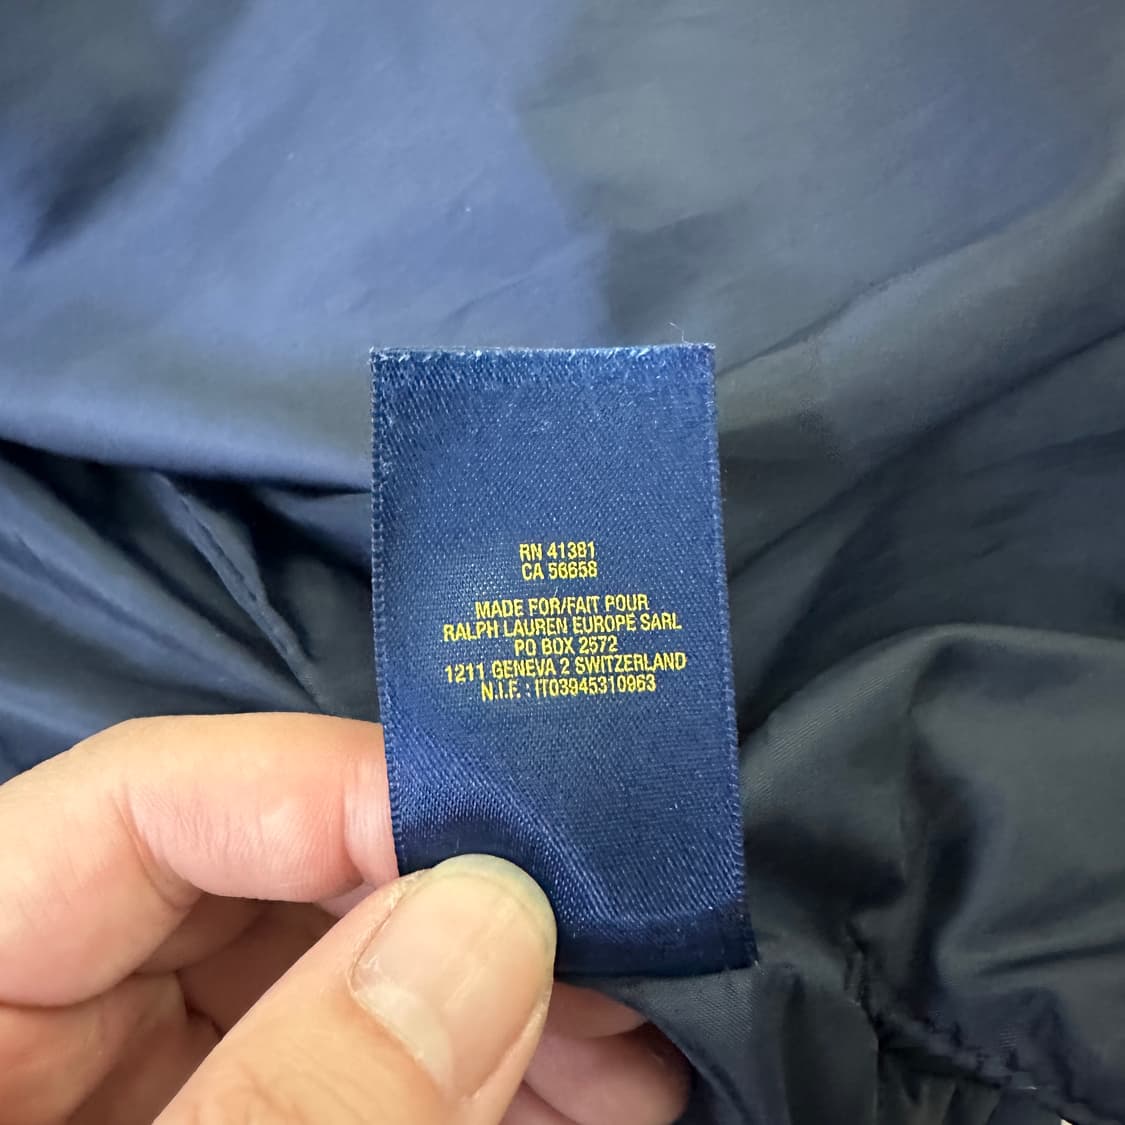 RN 41381
CA 56658
MADE FOR/FAIT POUR
RALPH LAUREN EUROPE SARL
PO BOX 2572
1211 GENEVA 2 SWITZERLAND
N.I.F. : IT03945310963